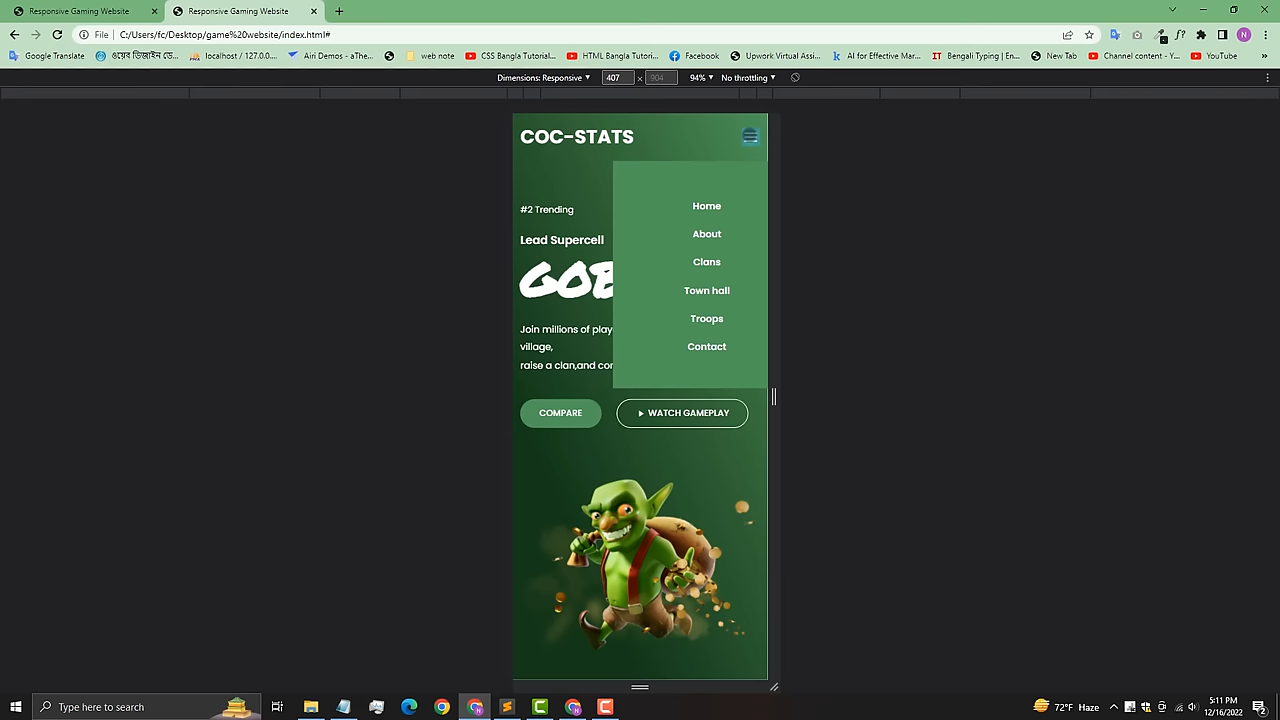 Responsive Gaming Website
Responsive Gaming Website
File
C:/Users/fc/Desktop/game%20website/index.html#
N
Google Translate
ওয়েব ডিজাইন ডে...
localhost / 127.0.0....
Airi Demos - aThe...
web note
CSS Bangla Tutorial...
HTML Bangla Tutori...
Facebook
Upwork Virtual Assi...
AI for Effective Mar...
Bengali Typing | En...
New Tab
Channel content - Y...
YouTube
»
Dimensions: Responsive
407 × 904
94%
No throttling
COC-STATS
Home
#2 Trending
About
Lead Supercell
Clans
GOB
Town hall
Troops
Join millions of play
village,
Contact
raise a clan,and cor
COMPARE
WATCH GAMEPLAY
Type here to search
72°F Haze
5:11 PM
12/16/2022
2